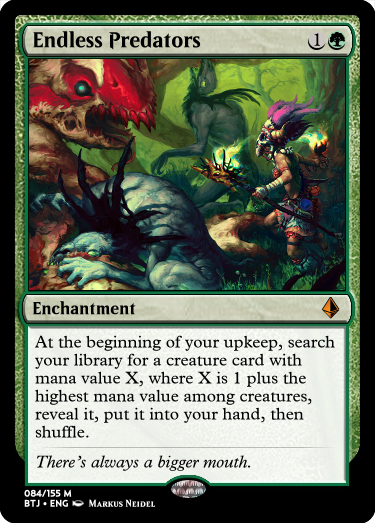 Endless Predators 1
Enchantment
At the beginning of your upkeep, search
your library for a creature card with
mana value X, where X is 1 plus the
highest mana value among creatures,
reveal it, put it into your hand, then
shuffle.
There's always a bigger mouth.
084/155 M
BTJ • ENG Markus Neidel